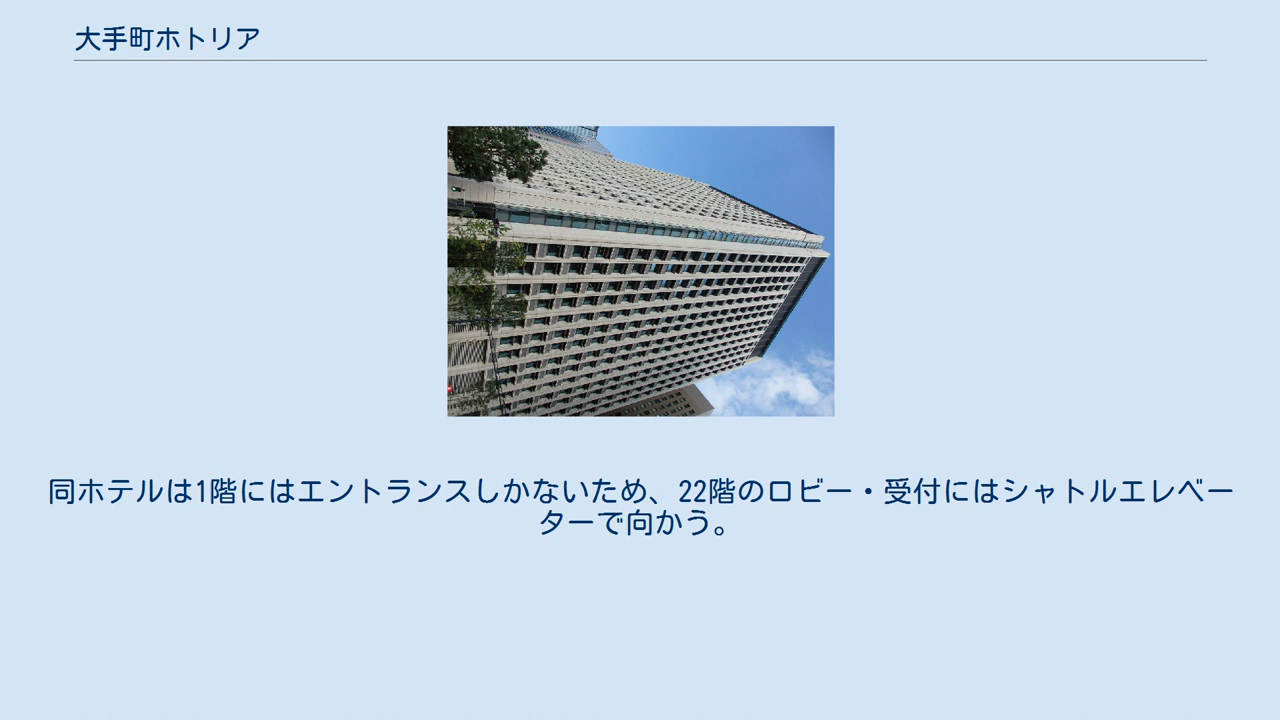 大手町ホトリア
同ホテルは1階にはエントランスしかないため、22階のロビー・受付にはシャトルエレベー
ターで向かう。